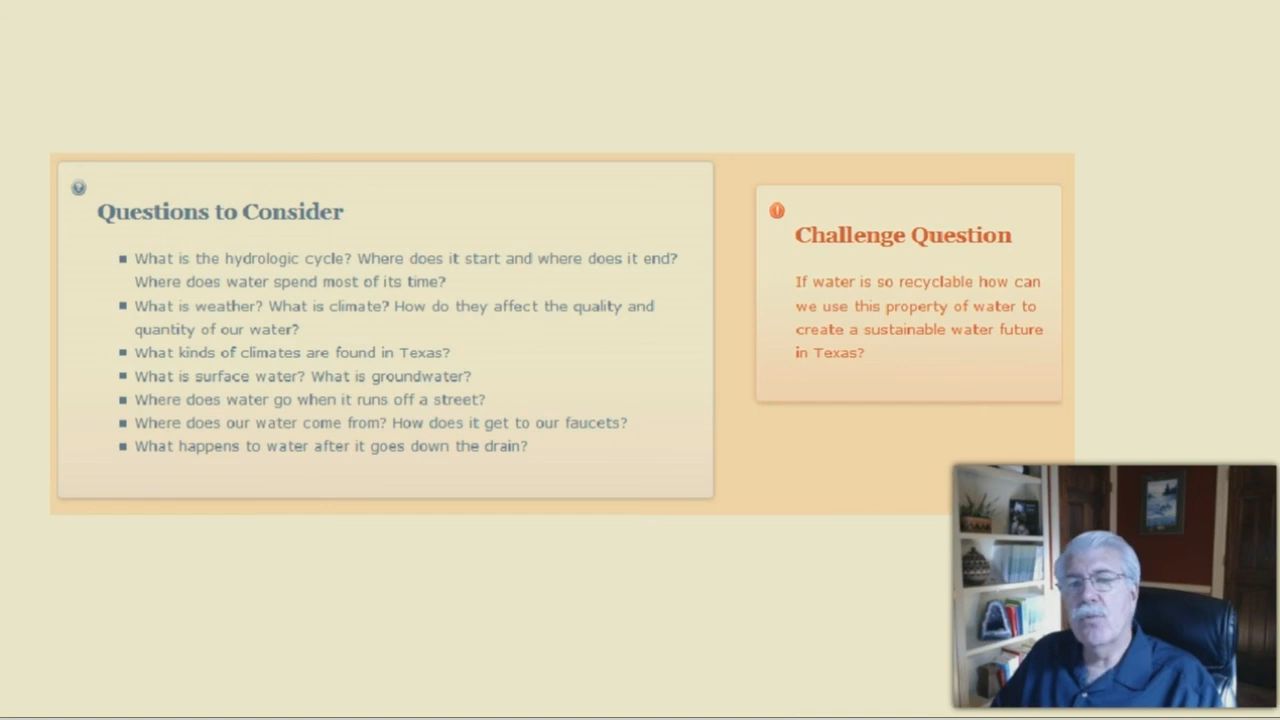 Questions to Consider
What is the hydrologic cycle? Where does it start and where does it end?
Where does water spend most of its time?
What is weather? What is climate? How do they affect the quality and
quantity of our water?
What kinds of climates are found in Texas?
What is surface water? What is groundwater?
Where does water go when it runs off a street?
Where does our water come from? How does it get to our faucets?
What happens to water after it goes down the drain?
Challenge Question
If water is so recyclable how can
we use this property of water to
create a sustainable water future
in Texas?